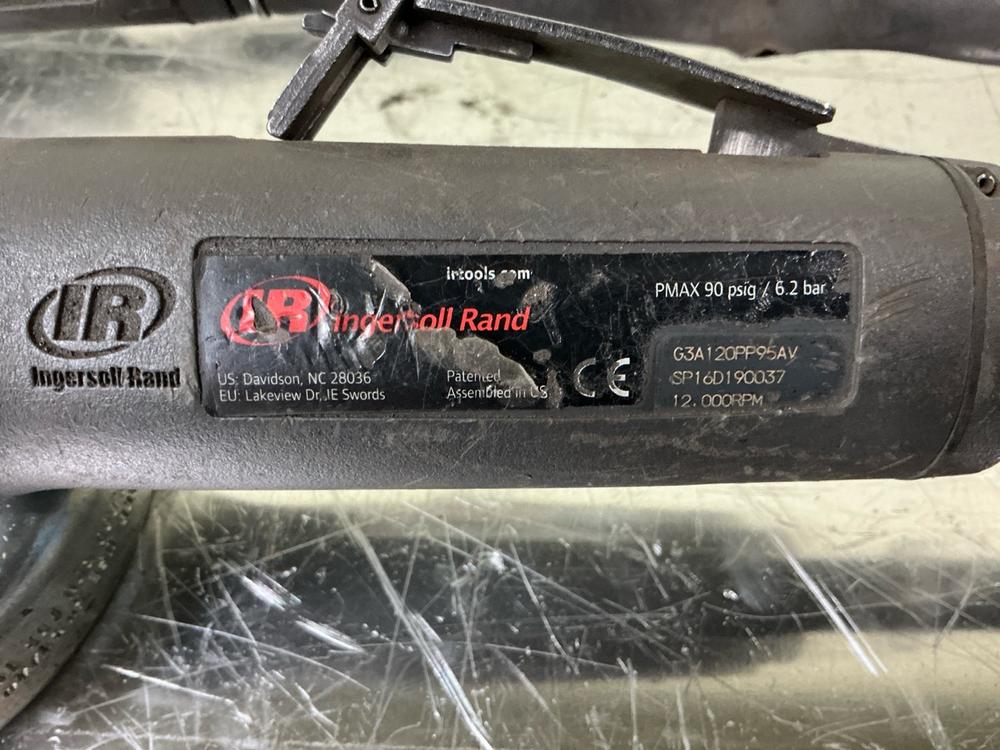 IR
Ingersoll Rand
irtools.com
IR
Ingersoll Rand
PMAX 90 psig / 6.2 bar
US: Davidson, NC 28036
EU: Lakeview Dr, IE Swords
Patented
Assembled in US
CE
G3A120PP95AV
SP16D190037
12.000RPM